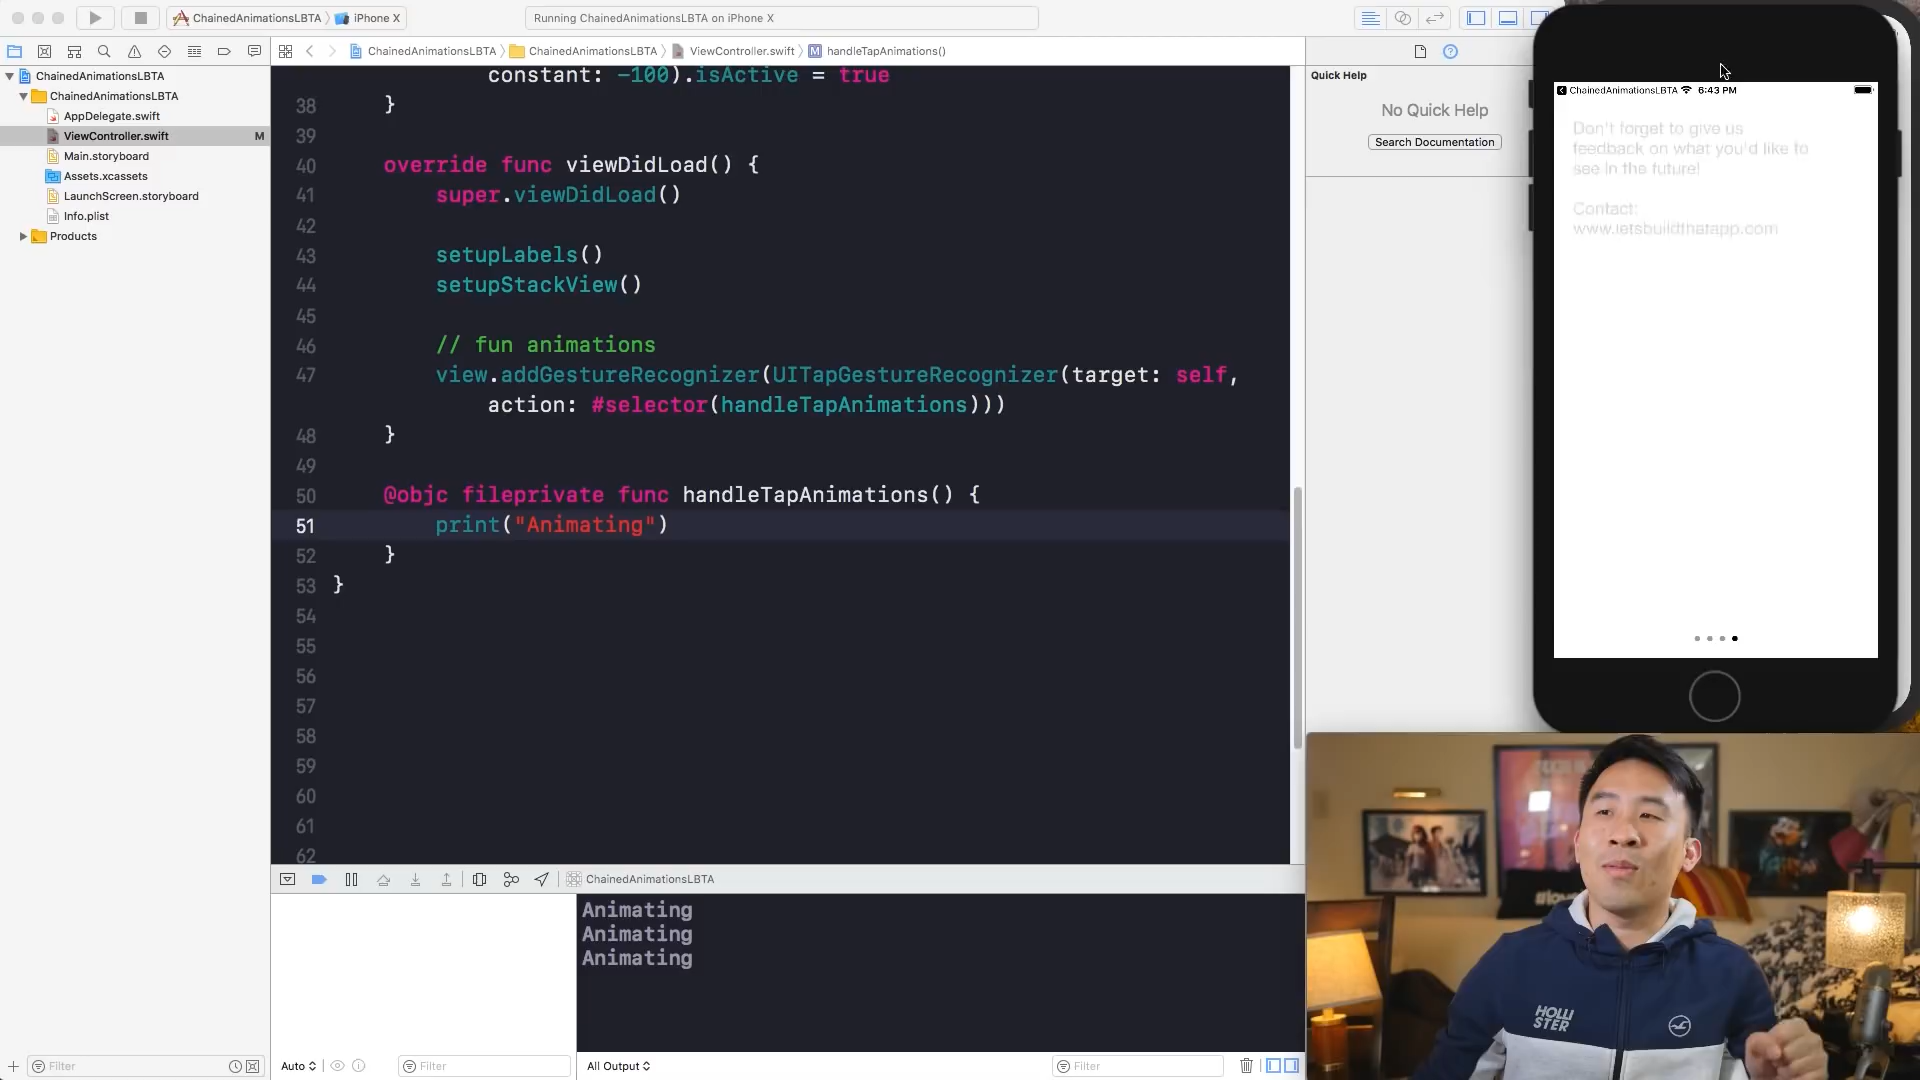 ChainedAnimationsLBTA iPhone X
Running ChainedAnimationsLBTA on iPhone X
ChainedAnimationsLBTA ChainedAnimationsLBTA ViewController.swift M handleTapAnimations()
ChainedAnimationsLBTA
ChainedAnimationsLBTA
AppDelegate.swift
ViewController.swift M
Main.storyboard
Assets.xcassets
LaunchScreen.storyboard
Info.plist
Products
Filter
constant: -100).isActive = true
38 }
39
40 override func viewDidLoad() {
41 super.viewDidLoad()
42
43 setupLabels()
44 setupStackView()
45
46 // fun animations
47 view.addGestureRecognizer(UITapGestureRecognizer(target: self,
action: #selector(handleTapAnimations)))
48 }
49
50 @objc fileprivate func handleTapAnimations() {
51 print("Animating")
52 }
53 }
54
55
56
57
58
59
60
61
62
ChainedAnimationsLBTA
Animating
Animating
Animating
Auto
Filter
All Output
Filter
Quick Help
No Quick Help
Search Documentation
ChainedAnimationsLBTA 6:43 PM
Don't forget to give us
feedback on what you'd like to
see in the future!
Contact:
www.letsbuildthatapp.com
HOLLI
STER